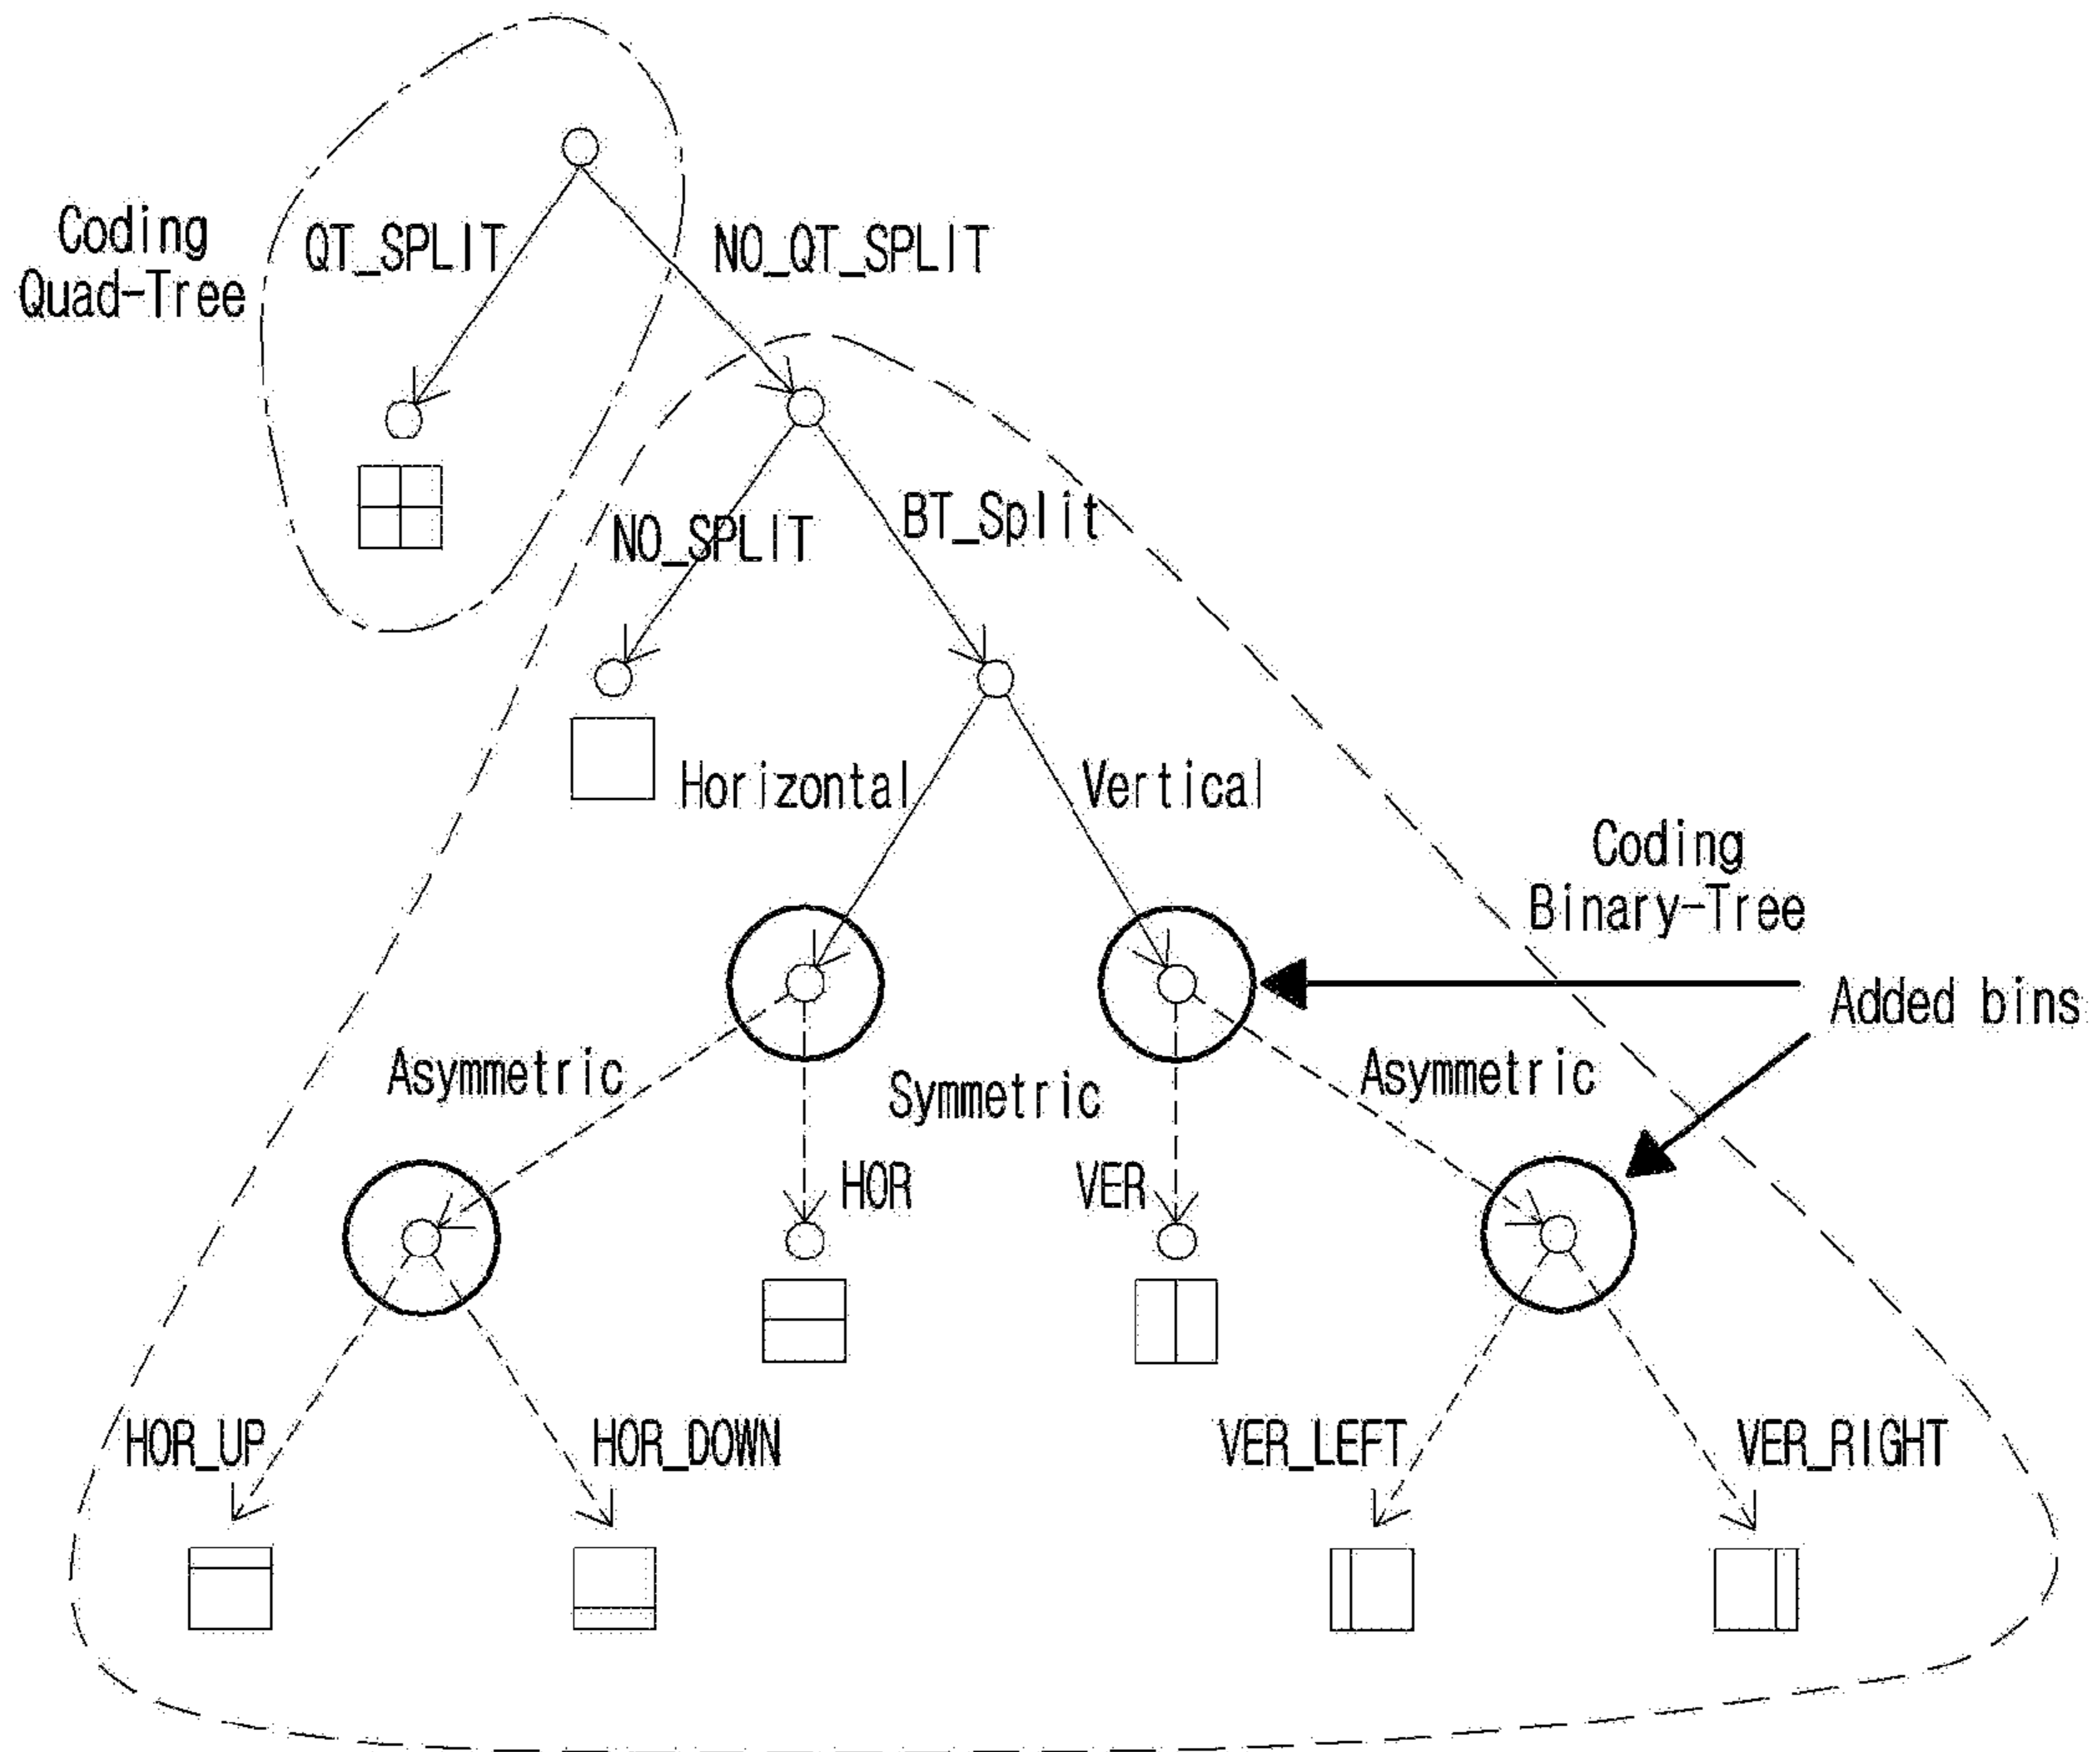 Coding
Quad-Tree
QT_SPLIT
NO_QT_SPLIT
NO_SPLIT
BT_Split
Horizontal
Vertical
Coding
Binary-Tree
Added bins
Asymmetric
Symmetric
Asymmetric
HOR
VER
HOR_UP
HOR_DOWN
VER_LEFT
VER_RIGHT